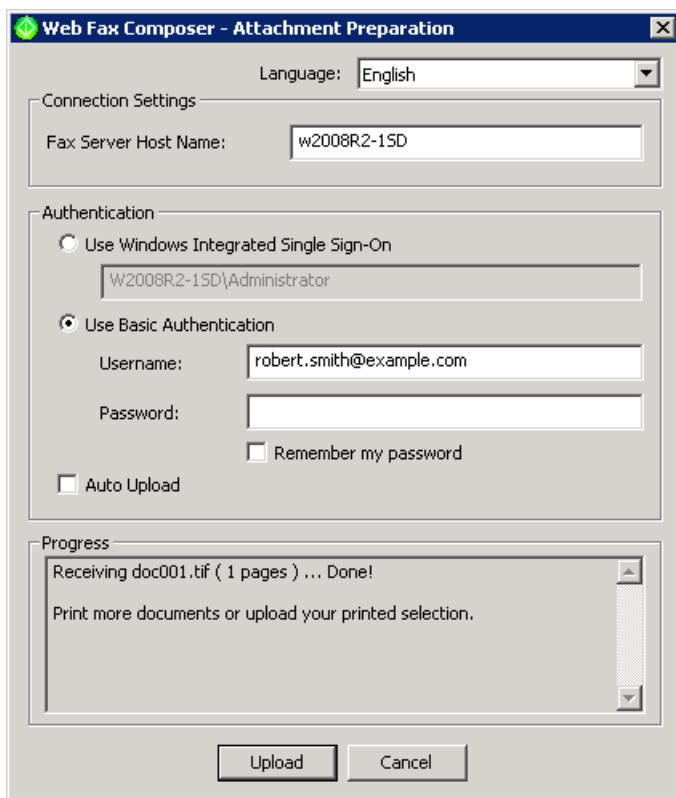 Web Fax Composer - Attachment Preparation
Language: English
Connection Settings
Fax Server Host Name: w2008R2-1SD
Authentication
Use Windows Integrated Single Sign-On
W2008R2-1SD\Administrator
Use Basic Authentication
Username: robert.smith@example.com
Password:
Remember my password
Auto Upload
Progress
Receiving doc001.tif ( 1 pages ) ... Done!
Print more documents or upload your printed selection.
Upload Cancel